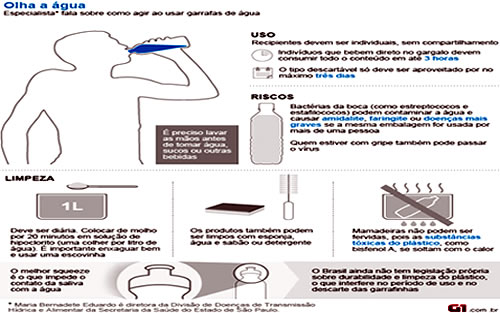 Olha a água
Especialista* fala sobre como agir ao usar garrafas de água
USO
Recipientes devem ser individuais, sem compartilhamento
Indivíduos que bebem direto no gargalo devem
consumir todo o conteúdo em até 3 horas
O tipo descartável só deve ser aproveitado por no
máximo três dias
RISCOS
Bactérias da boca (como estreptococos e
estafilococos) podem contaminar a água e
causar amidalite, faringite ou doenças mais
graves se a mesma embalagem for usada por
mais de uma pessoa
Quem estiver com gripe também pode passar
o vírus
É preciso lavar
as mãos antes
de tomar água,
sucos ou outras
bebidas
LIMPEZA
1L
Deve ser diária. Colocar de molho
por 20 minutos em solução de
hipoclorito (uma colher por litro de
água). É importante enxaguar bem
e usar uma escovinha
Os produtos também podem
ser limpos com esponja,
água e sabão ou detergente
Mamadeiras não podem ser
fervidas, pois as substâncias
tóxicas do plástico, como
bisfenol A, se soltam com o calor
O melhor squeeze
é o que impede o
contato da saliva
com a água
O Brasil ainda não tem legislação própria
sobre durabilidade e limpeza do plástico,
o que interfere no período de uso e no
descarte das garrafinhas
* Maria Bernadete Eduardo é diretora da Divisão de Doenças de Transmissão
Hídrica e Alimentar da Secretaria da Saúde do Estado de São Paulo.
G1.com.br